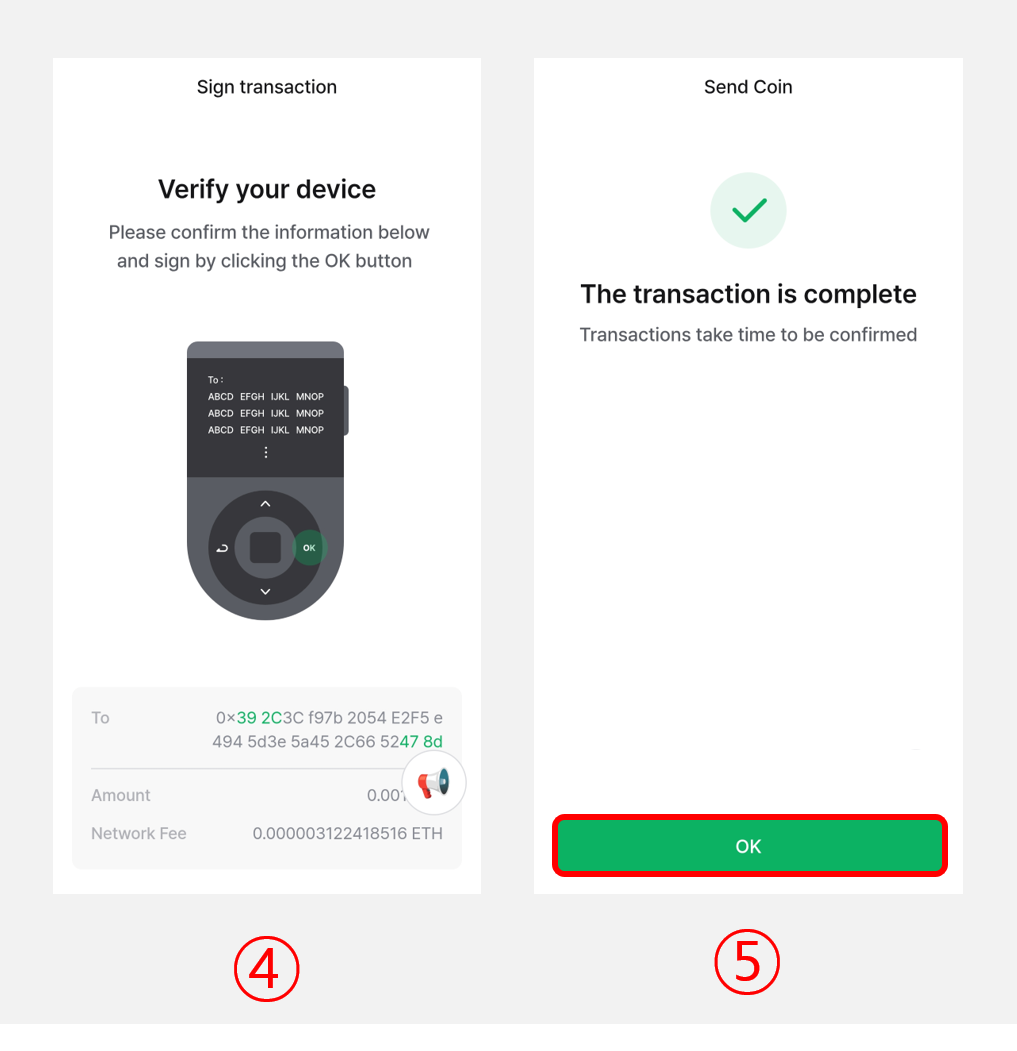 Sign transaction
Verify your device
Please confirm the information below
and sign by clicking the OK button
To :
ABCD EFGH IJKL MNOP
ABCD EFGH IJKL MNOP
ABCD EFGH IJKL MNOP
OK
To 0×39 2C3C f97b 2054 E2F5 e
494 5d3e 5a45 2C66 5247 8d
Amount
Network Fee 0.000003122418516 ETH
④
Send Coin
The transaction is complete
Transactions take time to be confirmed
OK
⑤